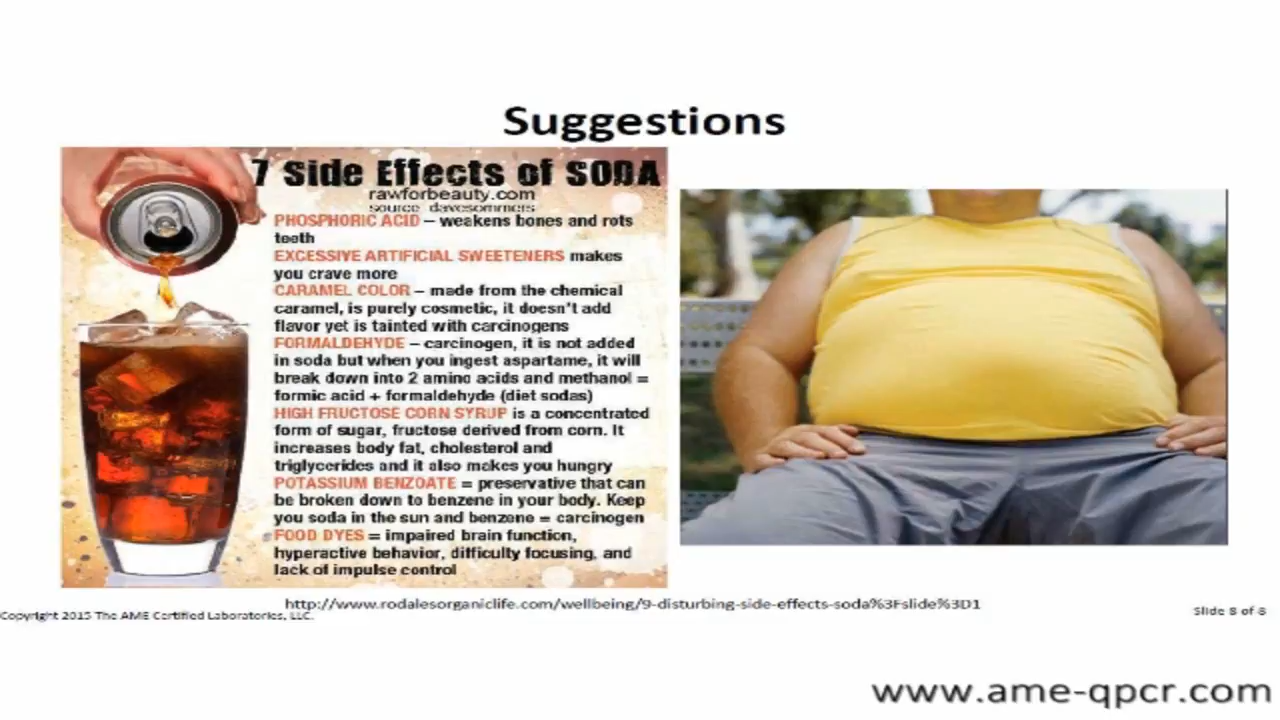 Suggestions
7 Side Effects of SODA
rawforbeauty.com
source davesommers
PHOSPHORIC ACID – weakens bones and rots
teeth
EXCESSIVE ARTIFICIAL SWEETENERS makes
you crave more
CARAMEL COLOR – made from the chemical
caramel, is purely cosmetic, it doesn't add
flavor yet is tainted with carcinogens
FORMALDEHYDE – carcinogen, it is not added
in soda but when you ingest aspartame, it will
break down into 2 amino acids and methanol =
formic acid + formaldehyde (diet sodas)
HIGH FRUCTOSE CORN SYRUP is a concentrated
form of sugar, fructose derived from corn. It
increases body fat, cholesterol and
triglycerides and it also makes you hungry
POTASSIUM BENZOATE = preservative that can
be broken down to benzene in your body. Keep
you soda in the sun and benzene = carcinogen
FOOD DYES = impaired brain function,
hyperactive behavior, difficulty focusing, and
lack of impulse control
http://www.rodalesorganiclife.com/wellbeing/9-disturbing-side-effects-soda%3Fslide%3D1
Copyright 2015 The AME Certified Laboratories, LLC.
Slide 8 of 8
www.ame-qpcr.com